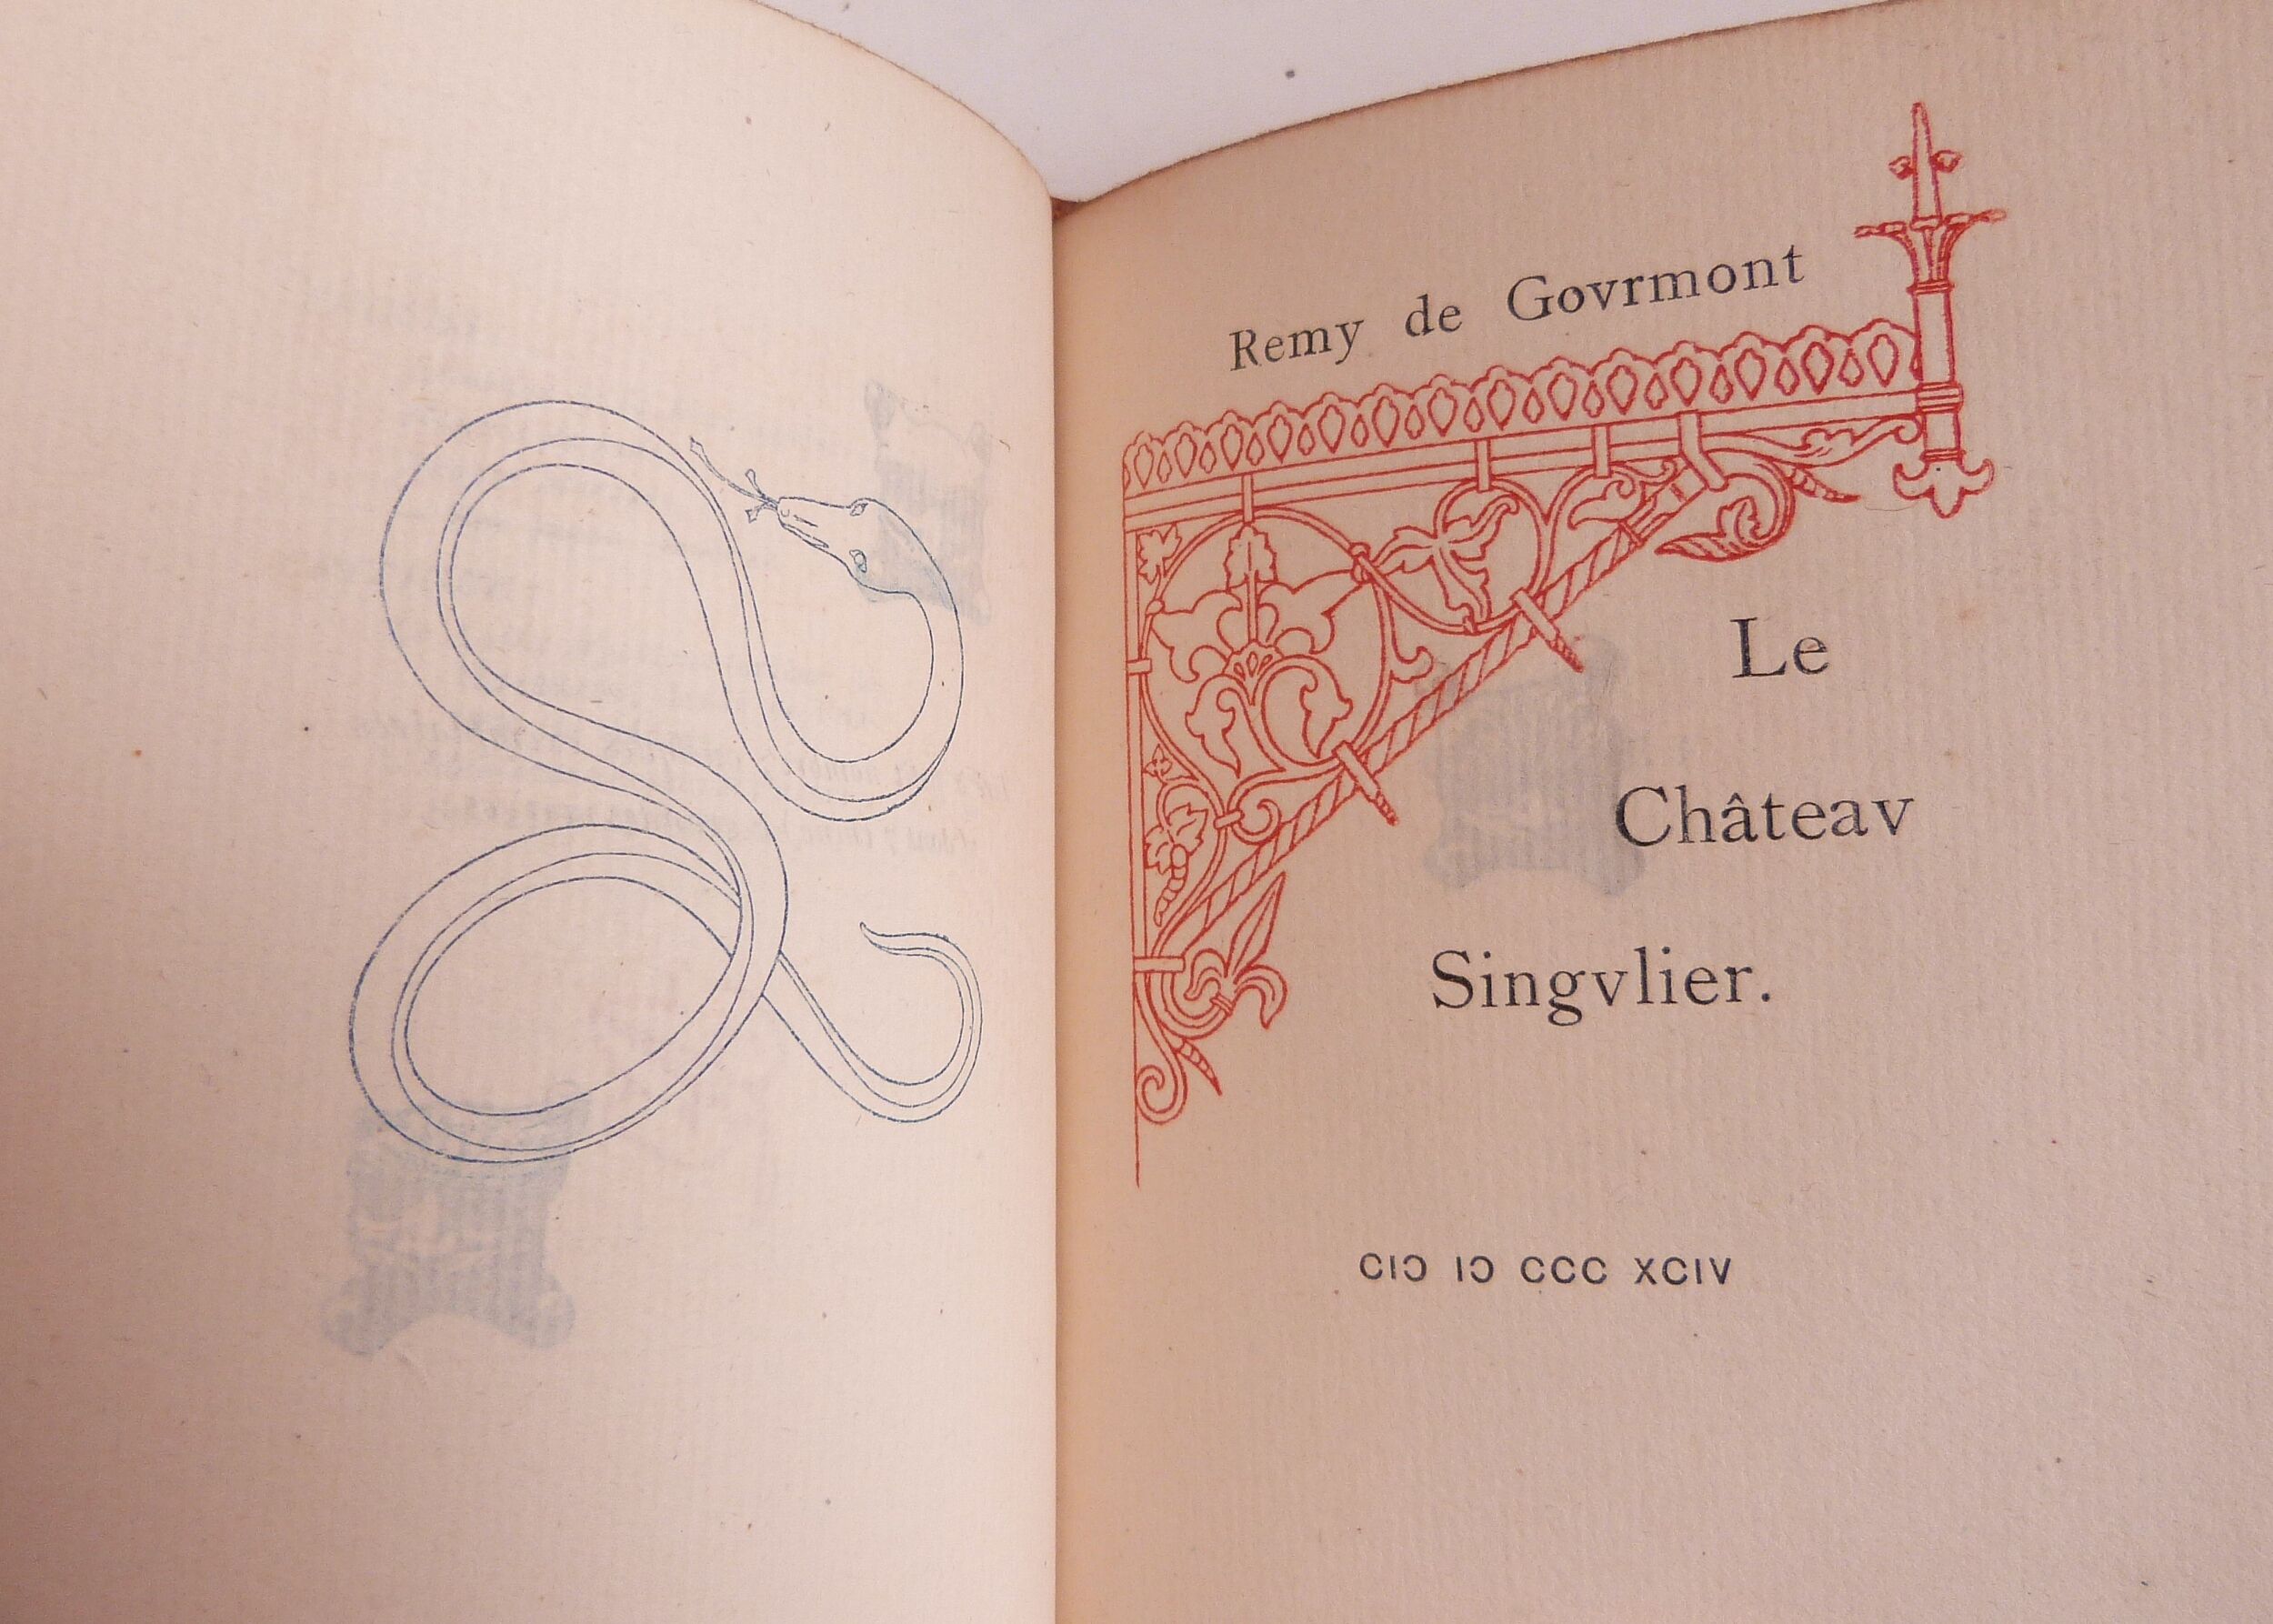 Remy de Govrmont
Le
Châteav
Singvlier.
CIↃ IↃ CCC XCIV